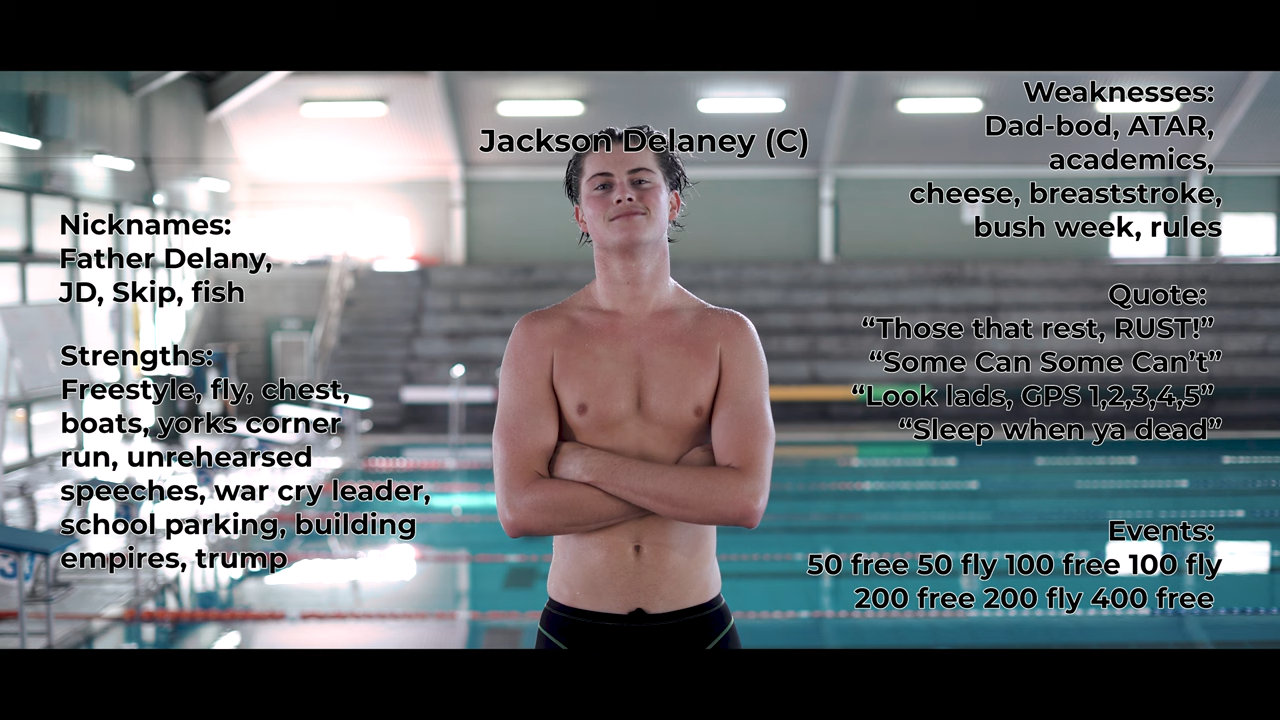 Jackson Delaney (C)
Nicknames:
Father Delany,
JD, Skip, fish
Strengths:
Freestyle, fly, chest,
boats, yorks corner
run, unrehearsed
speeches, war cry leader,
school parking, building
empires, trump
Weaknesses:
Dad-bod, ATAR,
academics,
cheese, breaststroke,
bush week, rules
Quote:
“Those that rest, RUST!”
“Some Can Some Can’t”
“Look lads, GPS 1,2,3,4,5”
“Sleep when ya dead”
Events:
50 free 50 fly 100 free 100 fly
200 free 200 fly 400 free